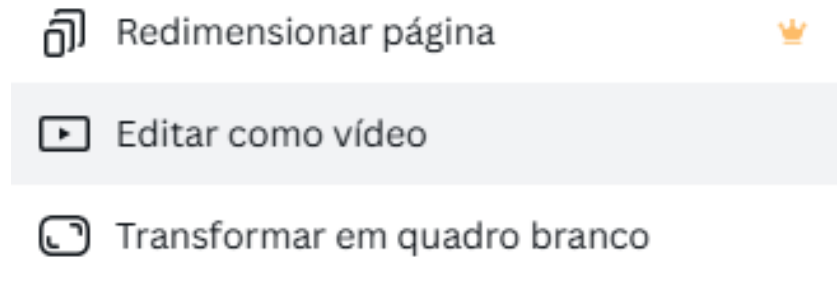 Redimensionar página
Editar como vídeo
Transformar em quadro branco